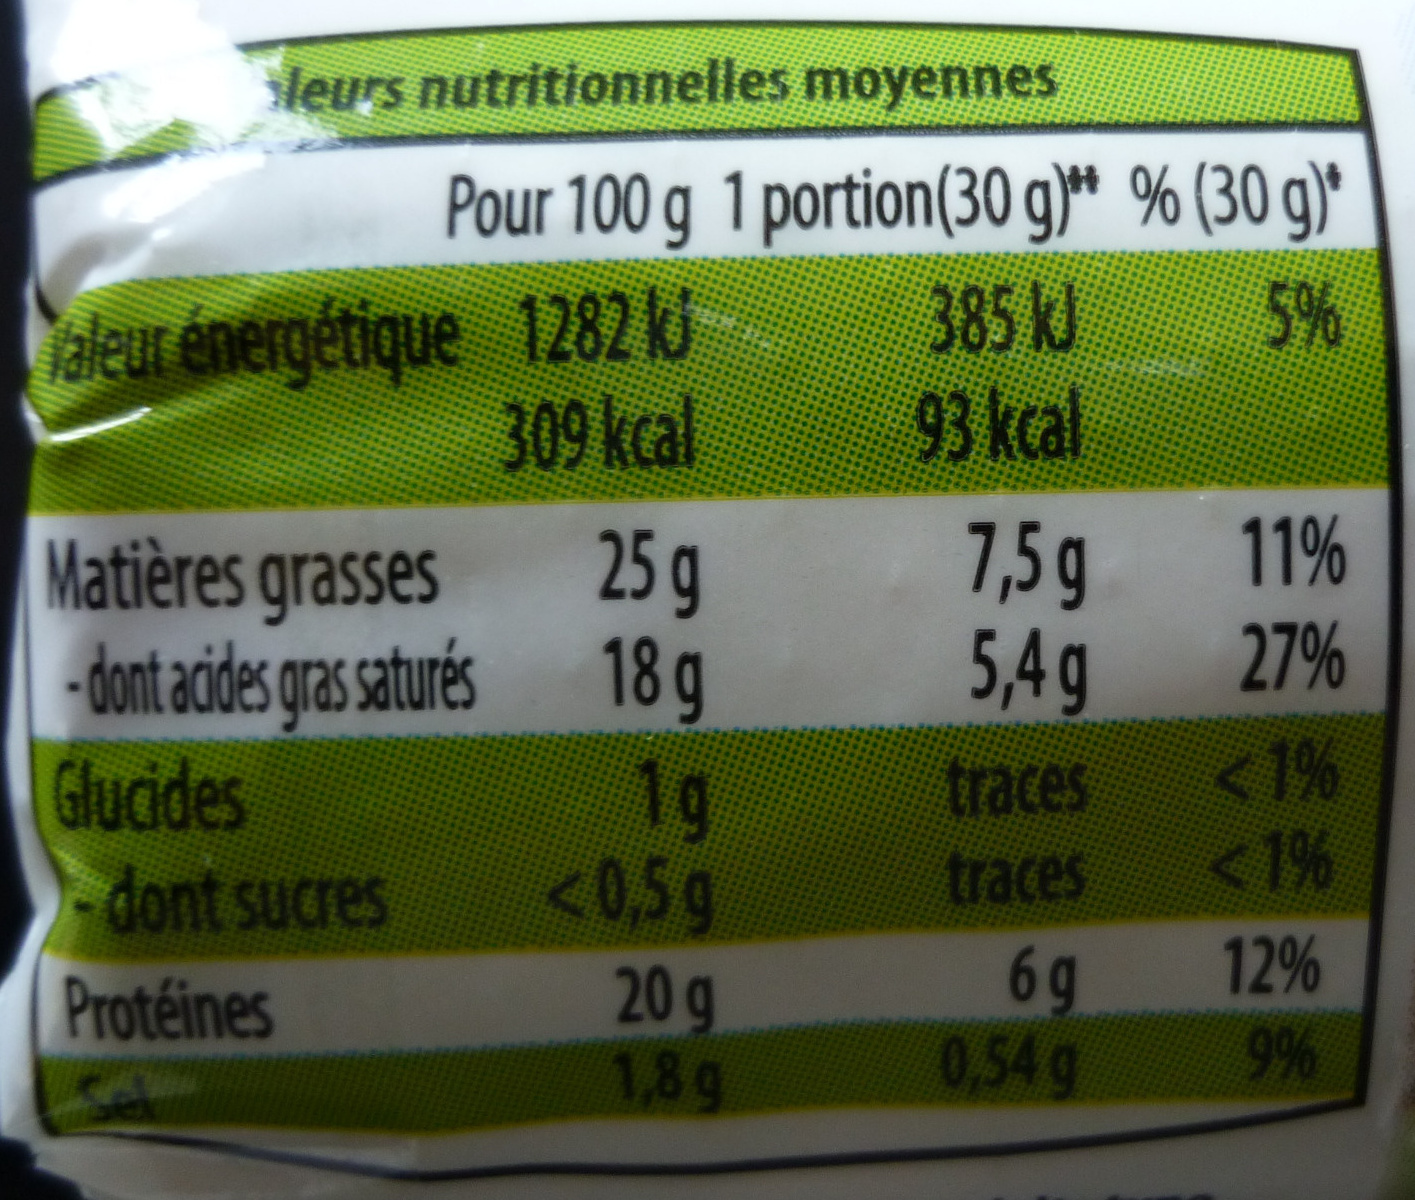 nutritionnelles moyennes
Pour 100 g 1 portion(30 g)** % (30 g)*
Valeur énergétique 1282 kJ 385 kJ 5%
309 kcal 93 kcal
Matières grasses 25 g 7,5 g 11%
- dont acides gras saturés 18 g 5,4 g 27%
Glucides 1 g traces < 1%
- dont sucres < 0,5 g traces < 1%
Protéines 20 g 6 g 12%
Sel 1,8 g 0,54 g 9%